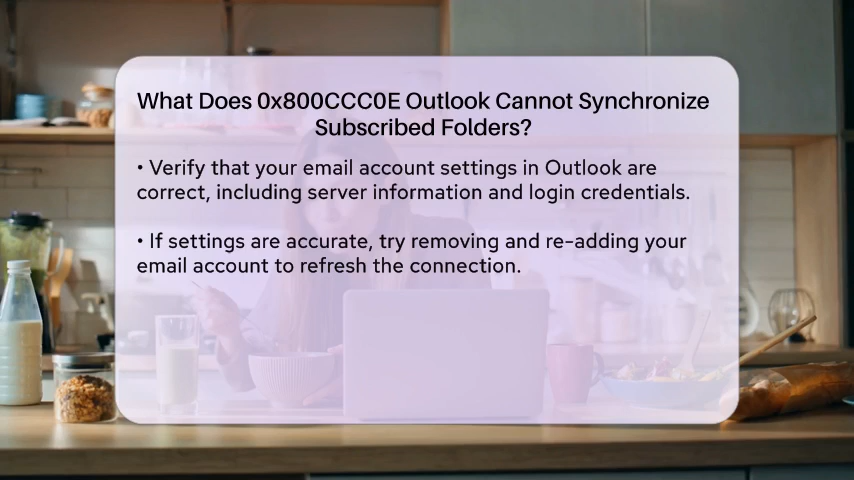 What Does 0x800CCC0E Outlook Cannot Synchronize
Subscribed Folders?
• Verify that your email account settings in Outlook are
correct, including server information and login credentials.
• If settings are accurate, try removing and re-adding your
email account to refresh the connection.